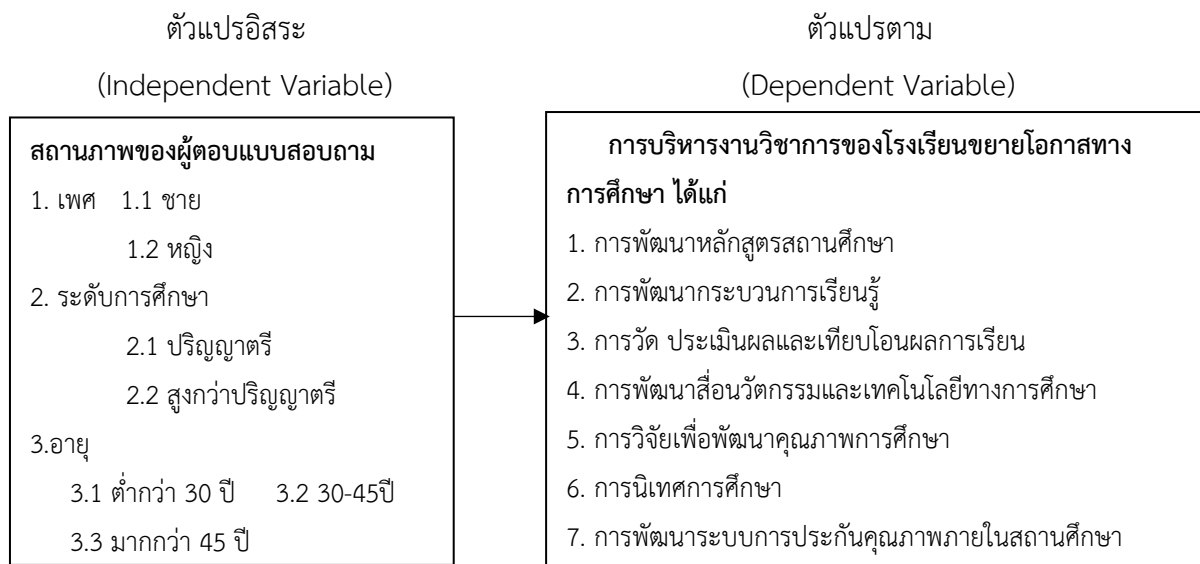 ตัวแปรอิสระ
(Independent Variable)
สถานภาพของผู้ตอบแบบสอบถาม
1. เพศ 1.1 ชาย
1.2 หญิง
2. ระดับการศึกษา
2.1 ปริญญาตรี
2.2 สูงกว่าปริญญาตรี
3.อายุ
3.1 ต่ำกว่า 30 ปี 3.2 30-45ปี
3.3 มากกว่า 45 ปี
ตัวแปรตาม
(Dependent Variable)
การบริหารงานวิชาการของโรงเรียนขยายโอกาสทาง
การศึกษา ได้แก่
1. การพัฒนาหลักสูตรสถานศึกษา
2. การพัฒนากระบวนการเรียนรู้
3. การวัด ประเมินผลและเทียบโอนผลการเรียน
4. การพัฒนาสื่อนวัตกรรมและเทคโนโลยีทางการศึกษา
5. การวิจัยเพื่อพัฒนาคุณภาพการศึกษา
6. การนิเทศการศึกษา
7. การพัฒนาระบบการประกันคุณภาพภายในสถานศึกษา